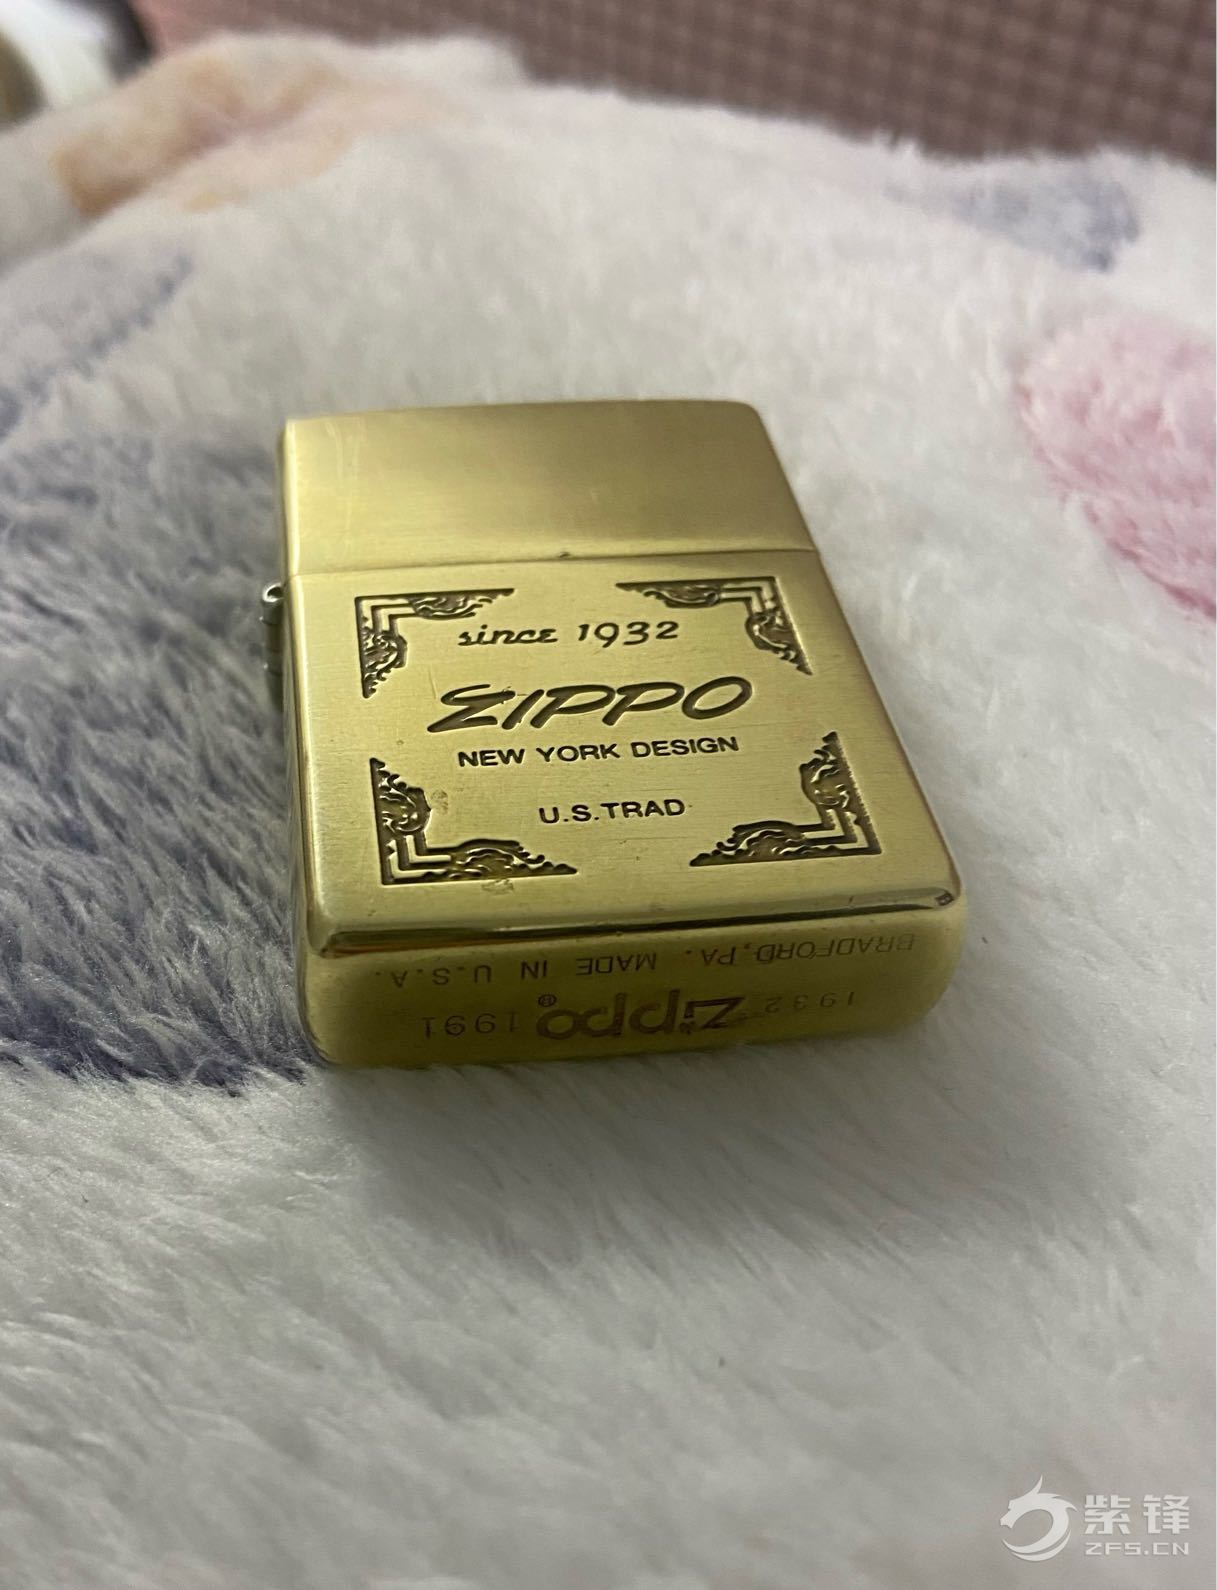 since 1932
ZIPPO
NEW YORK DESIGN
U.S.TRAD
1932 Zippo® 1991
BRADFORD,PA. MADE IN U.S.A.
紫锋
ZFS.CN